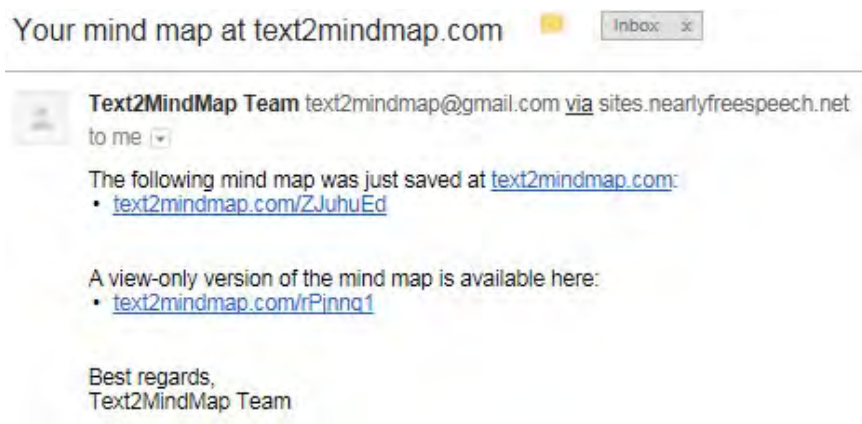 Your mind map at text2mindmap.com Inbox x
Text2MindMap Team text2mindmap@gmail.com via sites.nearlyfreespeech.net
to me
The following mind map was just saved at text2mindmap.com:
• text2mindmap.com/ZJuhuEd
A view-only version of the mind map is available here:
• text2mindmap.com/rPjnnq1
Best regards,
Text2MindMap Team